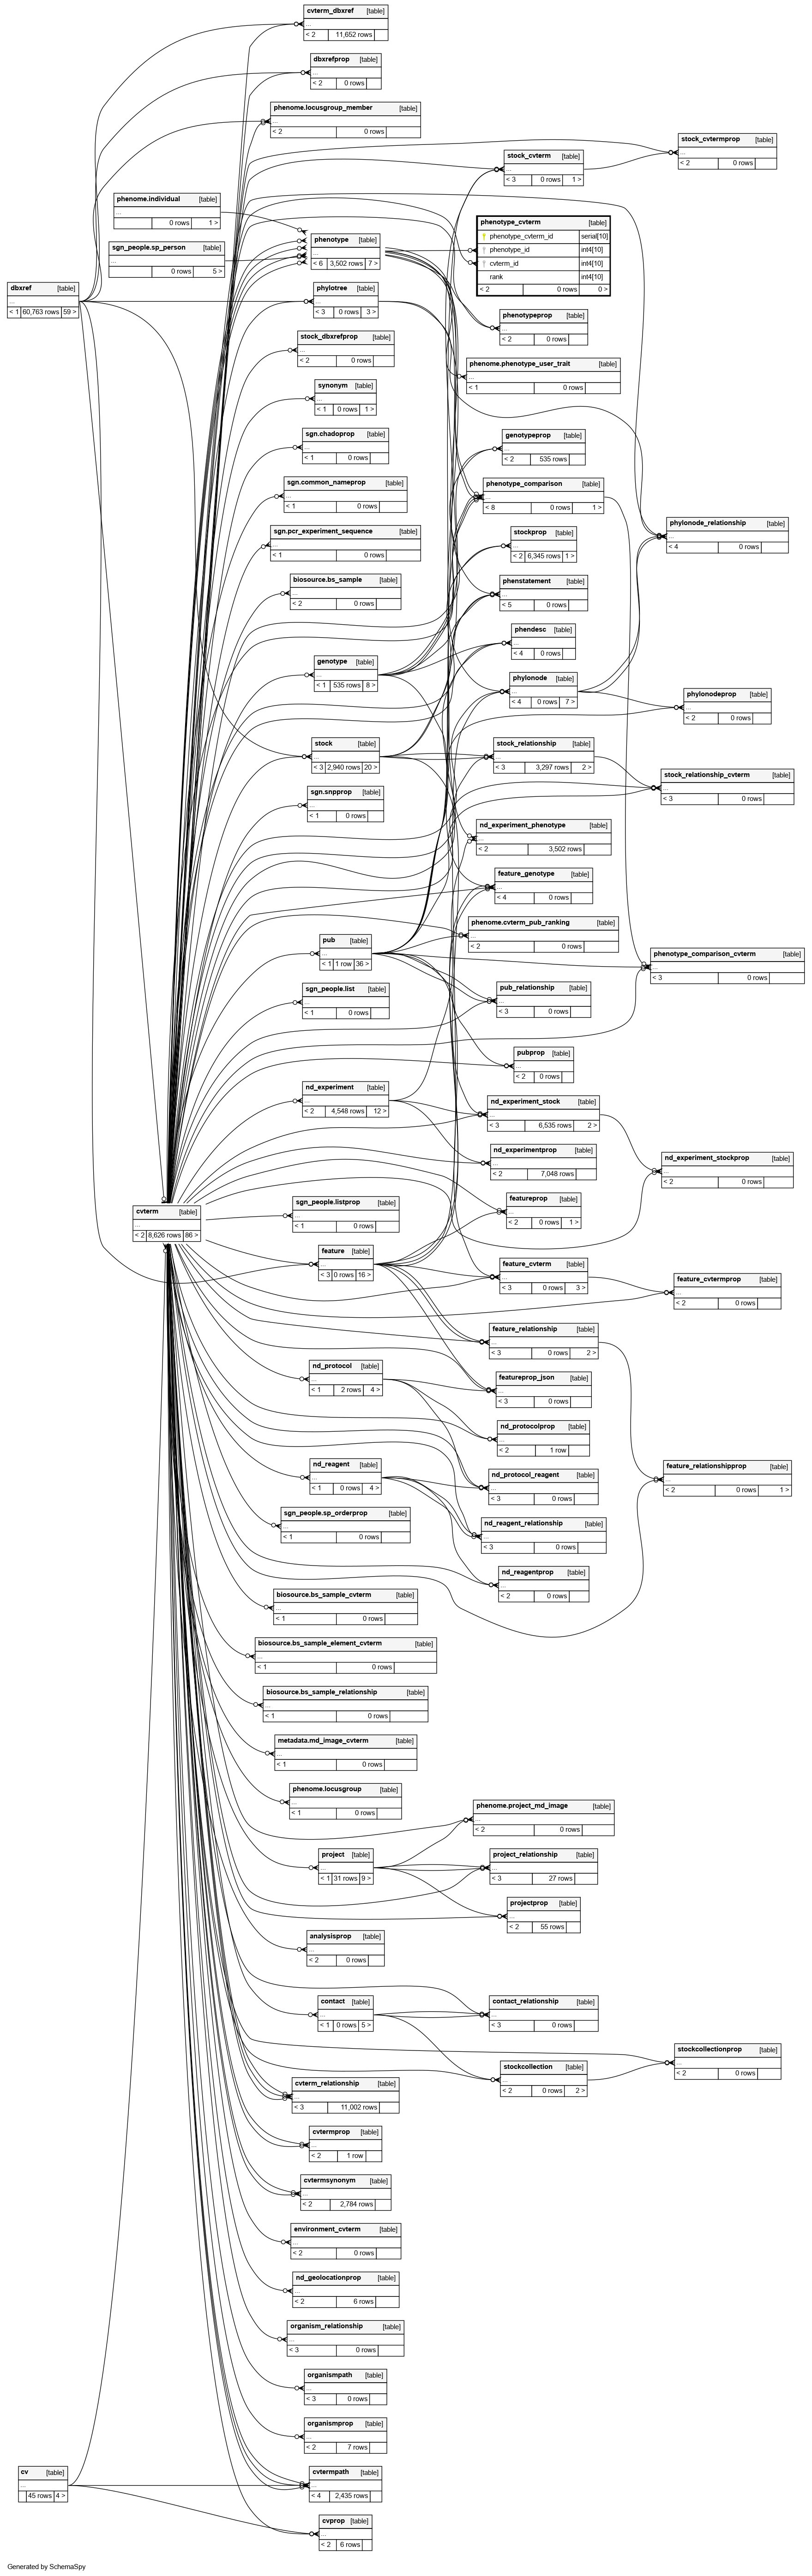 cvterm_dbxref [table]
...
< 2 11,652 rows
dbxrefprop [table]
...
< 2 0 rows
phenome.locusgroup_member [table]
...
< 2 0 rows
stock_cvtermprop [table]
...
< 2 0 rows
stock_cvterm [table]
...
< 3 0 rows 1 >
phenome.individual [table]
...
0 rows 1 >
phenotype_cvterm [table]
phenotype_cvterm_id serial[10]
phenotype_id int4[10]
cvterm_id int4[10]
rank int4[10]
< 2 0 rows 0 >
phenotype [table]
...
< 6 3,502 rows 7 >
sgn_people.sp_person [table]
...
0 rows 5 >
dbxref [table]
...
< 1 60,763 rows 59 >
phylotree [table]
...
< 3 0 rows 3 >
phenotypeprop [table]
...
< 2 0 rows
stock_dbxrefprop [table]
...
< 2 0 rows
phenome.phenotype_user_trait [table]
...
< 1 0 rows
synonym [table]
...
< 1 0 rows 1 >
sgn.chadoprop [table]
...
< 1 0 rows
genotypeprop [table]
...
< 2 535 rows
sgn.common_nameprop [table]
...
< 1 0 rows
phenotype_comparison [table]
...
< 8 0 rows 1 >
phylonode_relationship [table]
...
< 4 0 rows
sgn.pcr_experiment_sequence [table]
...
< 1 0 rows
stockprop [table]
...
< 2 6,345 rows 1 >
biosource.bs_sample [table]
...
< 2 0 rows
phenstatement [table]
...
< 5 0 rows
phendesc [table]
...
< 4 0 rows
genotype [table]
...
< 1 535 rows 8 >
phylonode [table]
...
< 4 0 rows 7 >
phylonodeprop [table]
...
< 2 0 rows
stock [table]
...
< 3 2,940 rows 20 >
stock_relationship [table]
...
< 3 3,297 rows 2 >
stock_relationship_cvterm [table]
...
< 3 0 rows
sgn.snpprop [table]
...
< 1 0 rows
nd_experiment_phenotype [table]
...
< 2 3,502 rows
feature_genotype [table]
...
< 4 0 rows
phenome.cvterm_pub_ranking [table]
...
< 2 0 rows
pub [table]
...
< 1 1 row 36 >
phenotype_comparison_cvterm [table]
...
< 3 0 rows
sgn_people.list [table]
...
< 1 0 rows
pub_relationship [table]
...
< 3 0 rows
pubprop [table]
...
< 2 0 rows
nd_experiment [table]
...
< 2 4,548 rows 12 >
nd_experiment_stock [table]
...
< 3 6,535 rows 2 >
nd_experimentprop [table]
...
< 2 7,048 rows
nd_experiment_stockprop [table]
...
< 2 0 rows
cvterm [table]
...
< 2 8,626 rows 86 >
sgn_people.listprop [table]
...
< 1 0 rows
featureprop [table]
...
< 2 0 rows 1 >
feature [table]
...
< 3 0 rows 16 >
feature_cvterm [table]
...
< 3 0 rows 3 >
feature_cvtermprop [table]
...
< 2 0 rows
feature_relationship [table]
...
< 3 0 rows 2 >
nd_protocol [table]
...
< 1 2 rows 4 >
featureprop_json [table]
...
< 3 0 rows
nd_protocolprop [table]
...
< 2 1 row
nd_reagent [table]
...
< 1 0 rows 4 >
nd_protocol_reagent [table]
...
< 3 0 rows
feature_relationshipprop [table]
...
< 2 0 rows 1 >
sgn_people.sp_orderprop [table]
...
< 1 0 rows
nd_reagent_relationship [table]
...
< 3 0 rows
nd_reagentprop [table]
...
< 2 0 rows
biosource.bs_sample_cvterm [table]
...
< 1 0 rows
biosource.bs_sample_element_cvterm [table]
...
< 1 0 rows
biosource.bs_sample_relationship [table]
...
< 1 0 rows
metadata.md_image_cvterm [table]
...
< 1 0 rows
phenome.locusgroup [table]
...
< 1 0 rows
phenome.project_md_image [table]
...
< 2 0 rows
project [table]
...
< 1 31 rows 9 >
project_relationship [table]
...
< 3 27 rows
projectprop [table]
...
< 2 55 rows
analysisprop [table]
...
< 2 0 rows
contact [table]
...
< 1 0 rows 5 >
contact_relationship [table]
...
< 3 0 rows
stockcollectionprop [table]
...
< 2 0 rows
stockcollection [table]
...
< 2 0 rows 2 >
cvterm_relationship [table]
...
< 3 11,002 rows
cvtermprop [table]
...
< 2 1 row
cvtermsynonym [table]
...
< 2 2,784 rows
environment_cvterm [table]
...
< 2 0 rows
nd_geolocationprop [table]
...
< 2 6 rows
organism_relationship [table]
...
< 3 0 rows
organismpath [table]
...
< 3 0 rows
organismprop [table]
...
< 2 7 rows
cv [table]
...
45 rows 4 >
cvtermpath [table]
...
< 4 2,435 rows
cvprop [table]
...
< 2 6 rows
Generated by SchemaSpy